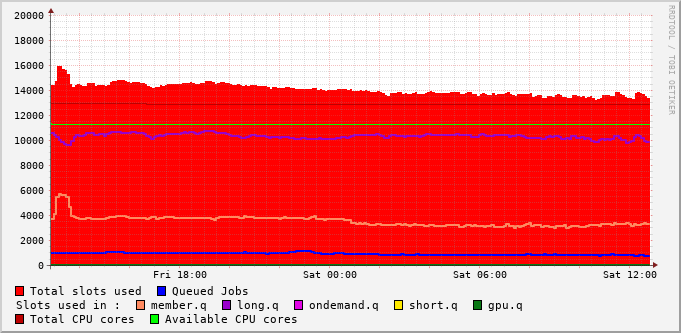 20000
18000
16000
14000
12000
10000
8000
6000
4000
2000
0
Fri 18:00 Sat 00:00 Sat 06:00 Sat 12:00
RRDTOOL / TOBI OETIKER
Total slots used Queued Jobs
Slots used in : member.q long.q ondemand.q short.q gpu.q
Total CPU cores Available CPU cores